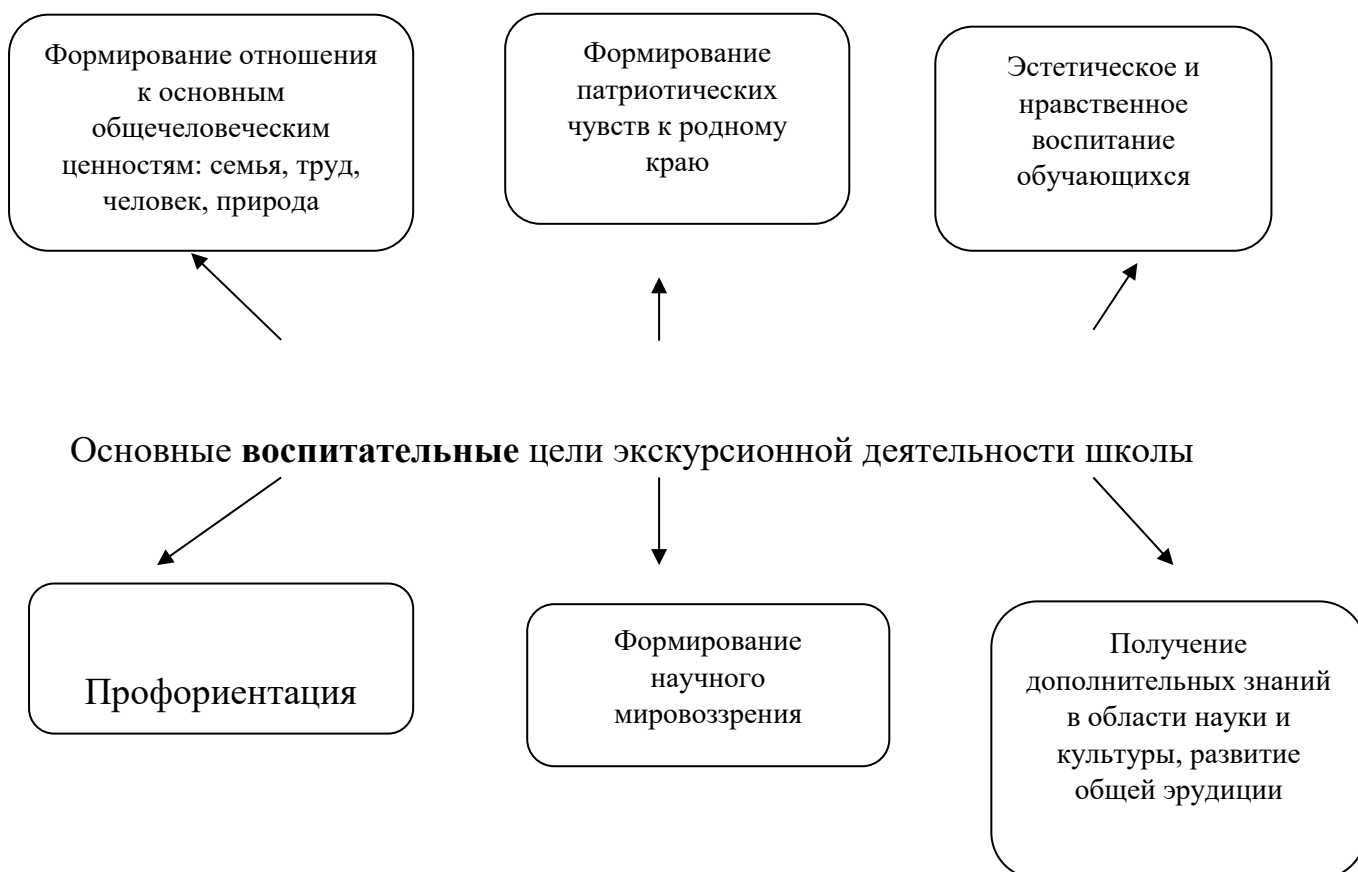 Формирование отношения
к основным
общечеловеческим
ценностям: семья, труд,
человек, природа
Формирование
патриотических
чувств к родному
краю
Эстетическое и
нравственное
воспитание
обучающихся
Основные воспитательные цели экскурсионной деятельности школы
Профориентация
Формирование
научного
мировоззрения
Получение
дополнительных знаний
в области науки и
культуры, развитие
общей эрудиции